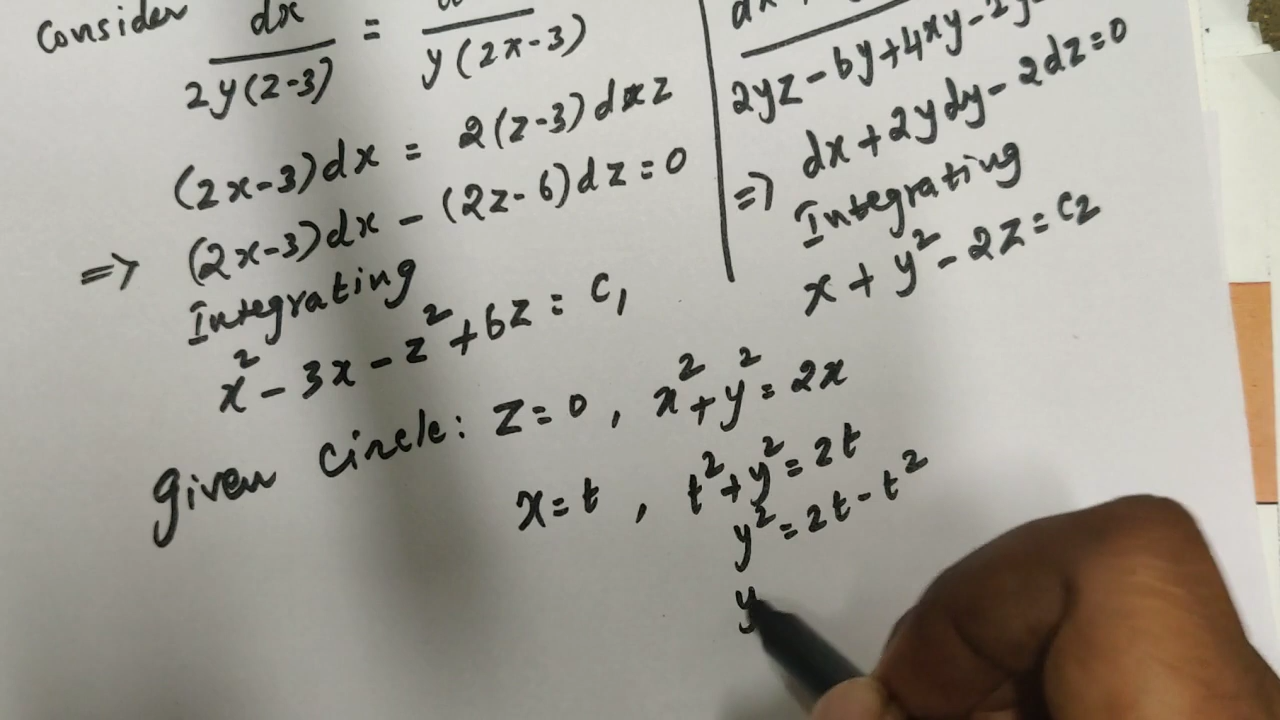 Consider dx =
2y(z-3) y(2x-3)
(2x-3)dx = 2(z-3)dz
=> (2x-3)dx - (2z-6)dz=0
Integrating
x²-3x-z²+6z = C₁
2yz-6y+4xy-2y
=> dx+2ydy-2dz=0
Integrating
x+y²-2z=c₂
Given circle: z=0, x²+y²=2x
x=t, t²+y²=2t
y²=2t-t²
y